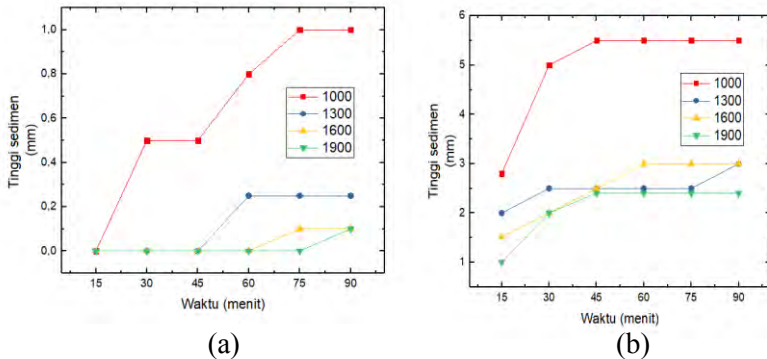 1,0
0,8
0,6
0,4
0,2
0,0
Tinggi sedimen
(mm)
1000
1300
1600
1900
15 30 45 60 75 90
Waktu (menit)
(a)
6
5
4
3
2
1
Tinggi sedimen
(mm)
1000
1300
1600
1900
15 30 45 60 75 90
Waktu (menit)
(b)